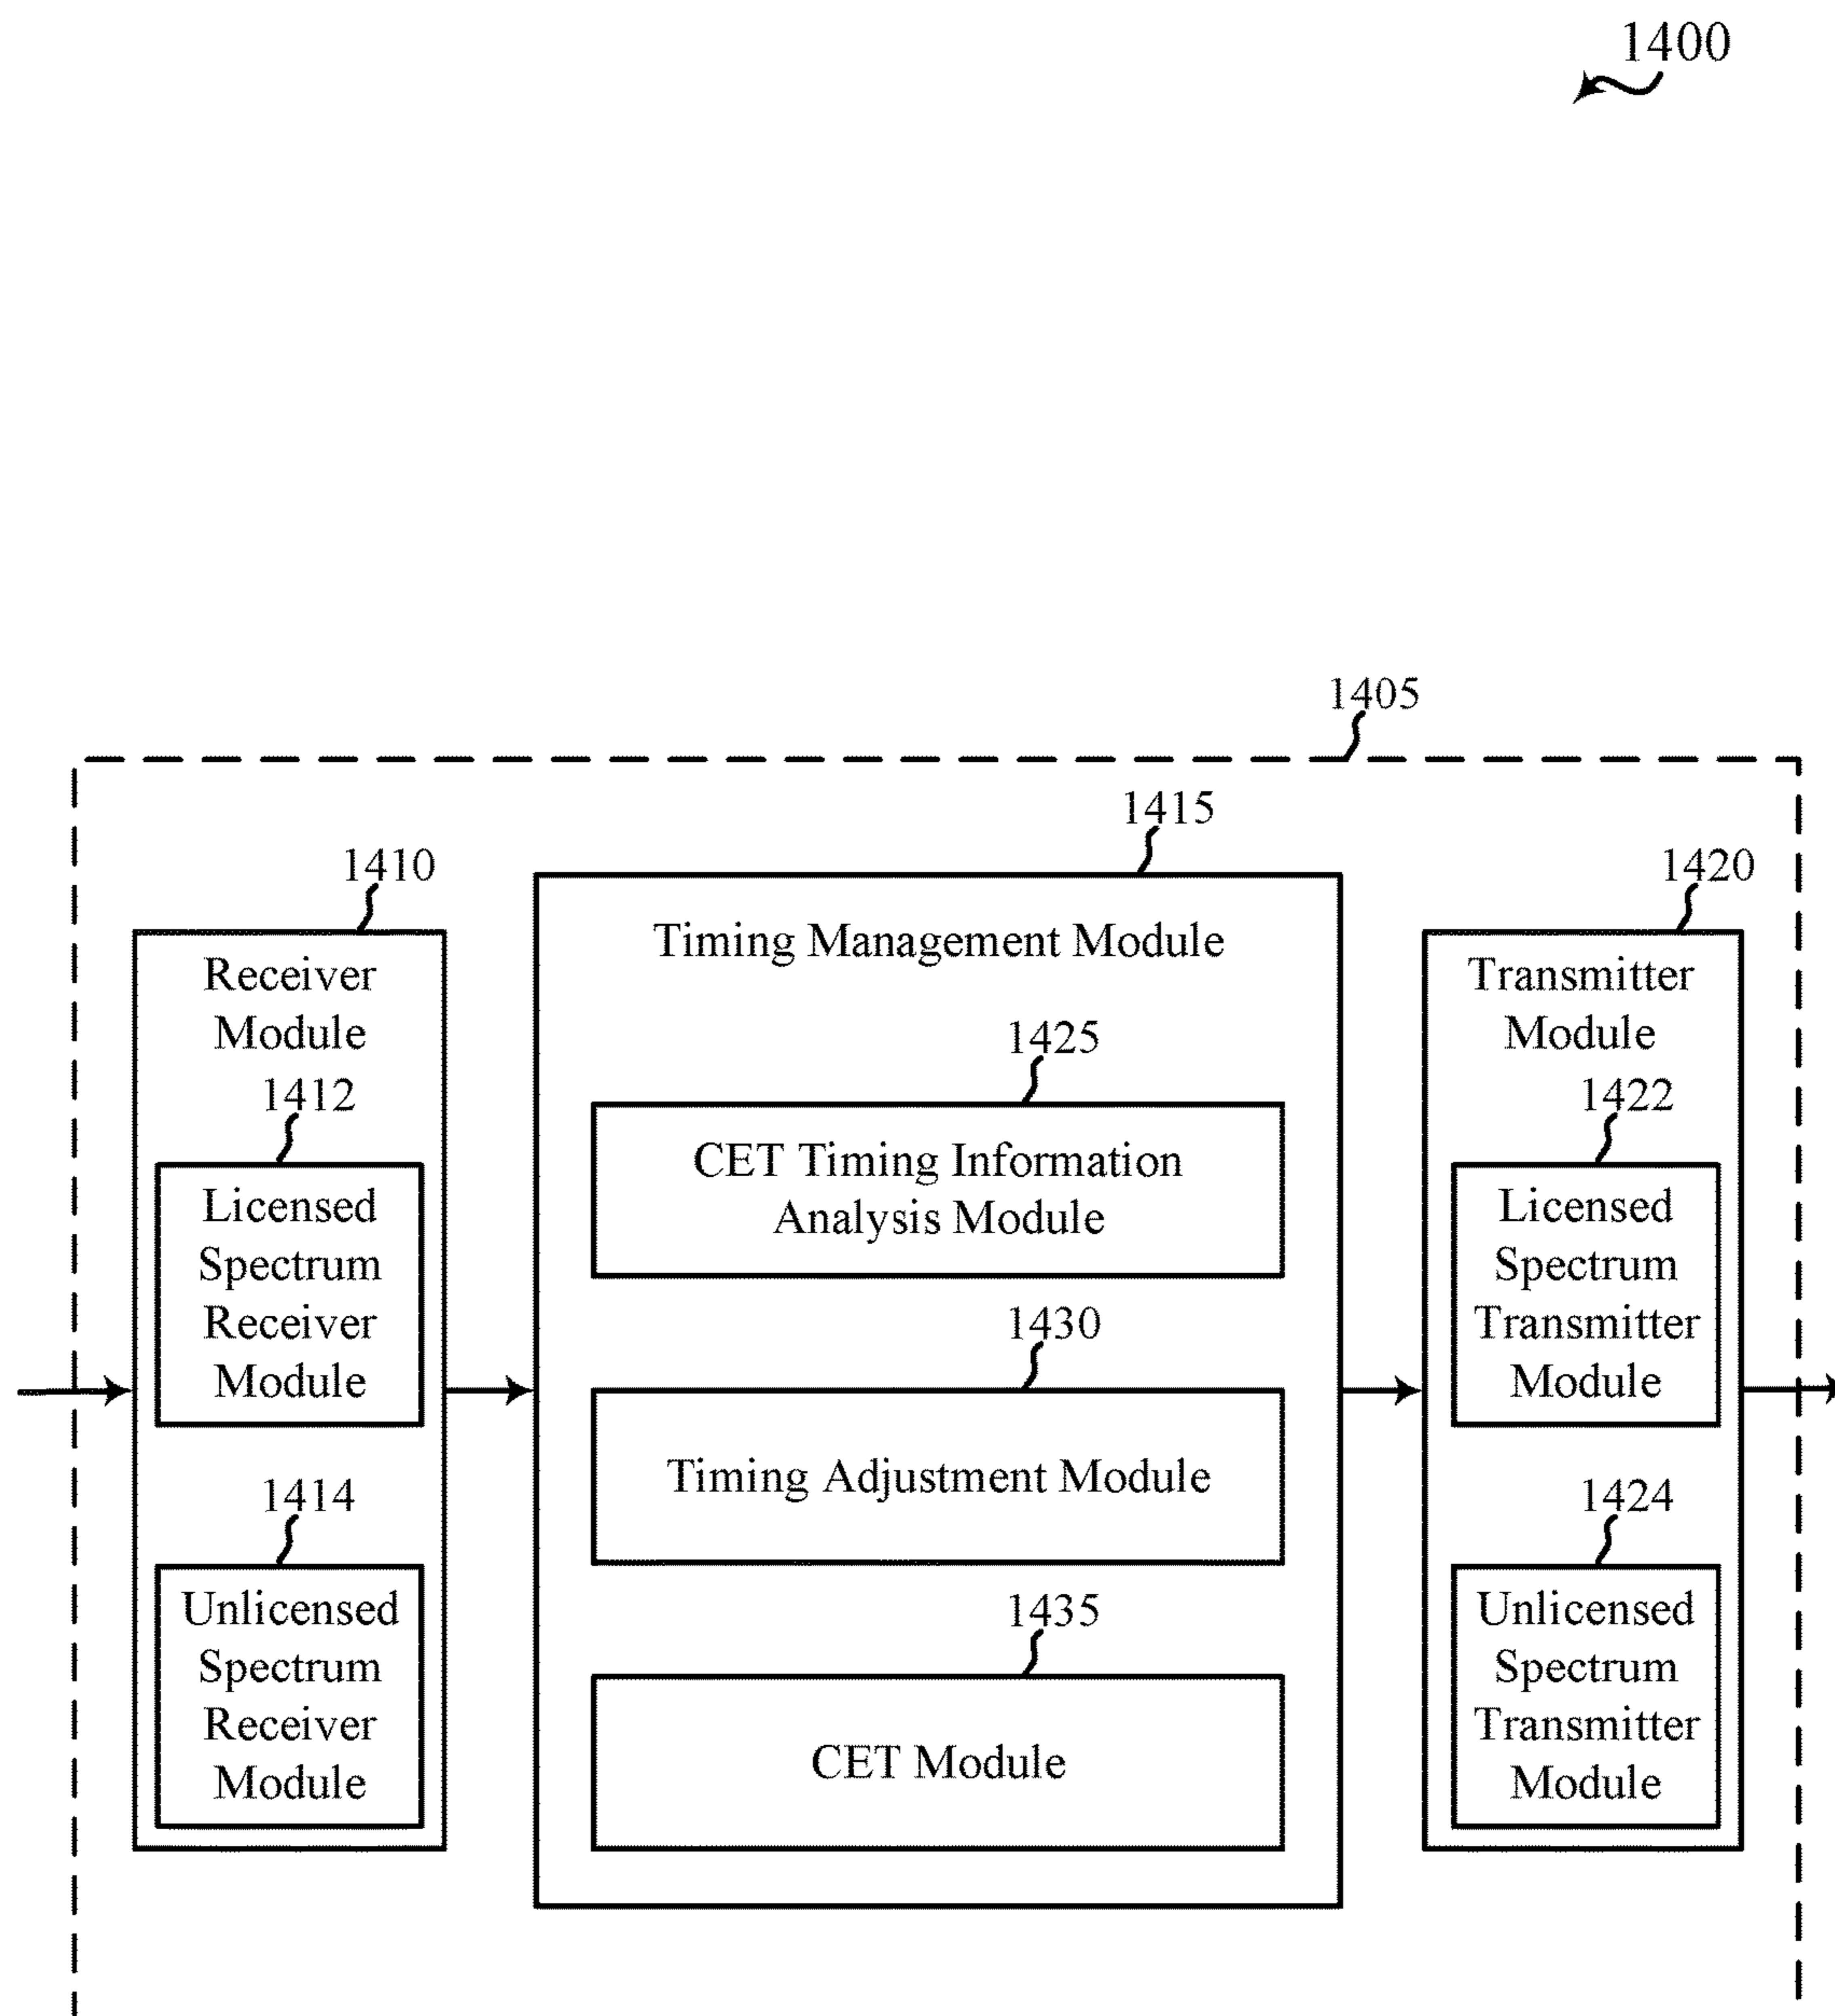 1400
1405
1415
1410
1420
Receiver
Module
1412
Licensed
Spectrum
Receiver
Module
1414
Unlicensed
Spectrum
Receiver
Module
Timing Management Module
1425
CET Timing Information
Analysis Module
1430
Timing Adjustment Module
1435
CET Module
Transmitter
Module
1422
Licensed
Spectrum
Transmitter
Module
1424
Unlicensed
Spectrum
Transmitter
Module